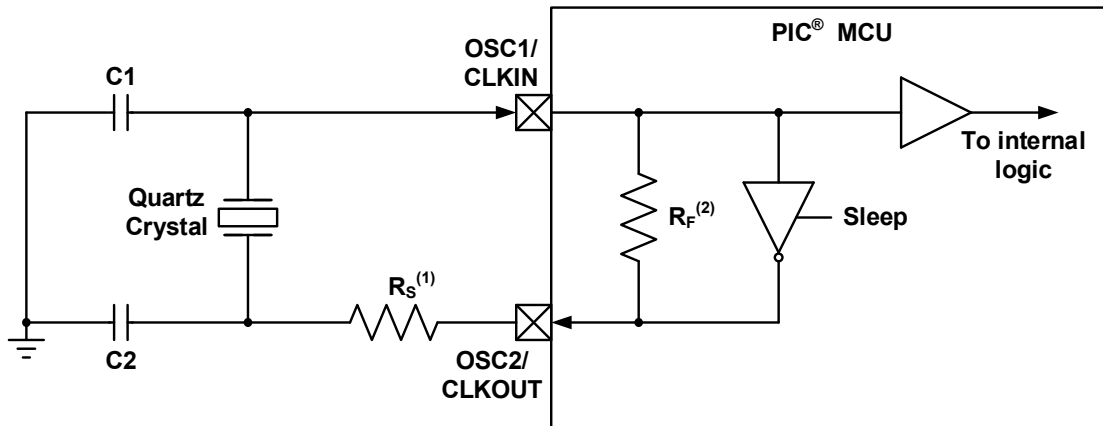 PIC® MCU
OSC1/
CLKIN
C1
To internal
logic
Quartz
Crystal
RF(2)
Sleep
RS(1)
C2
OSC2/
CLKOUT